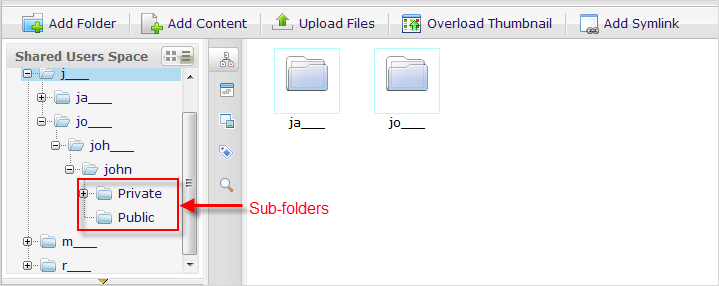 Add Folder Add Content Upload Files Overload Thumbnail Add Symlink
Shared Users Space
j___
ja___
jo___
joh___
john
Private
Public
m___
r___
ja___ jo___
Sub-folders